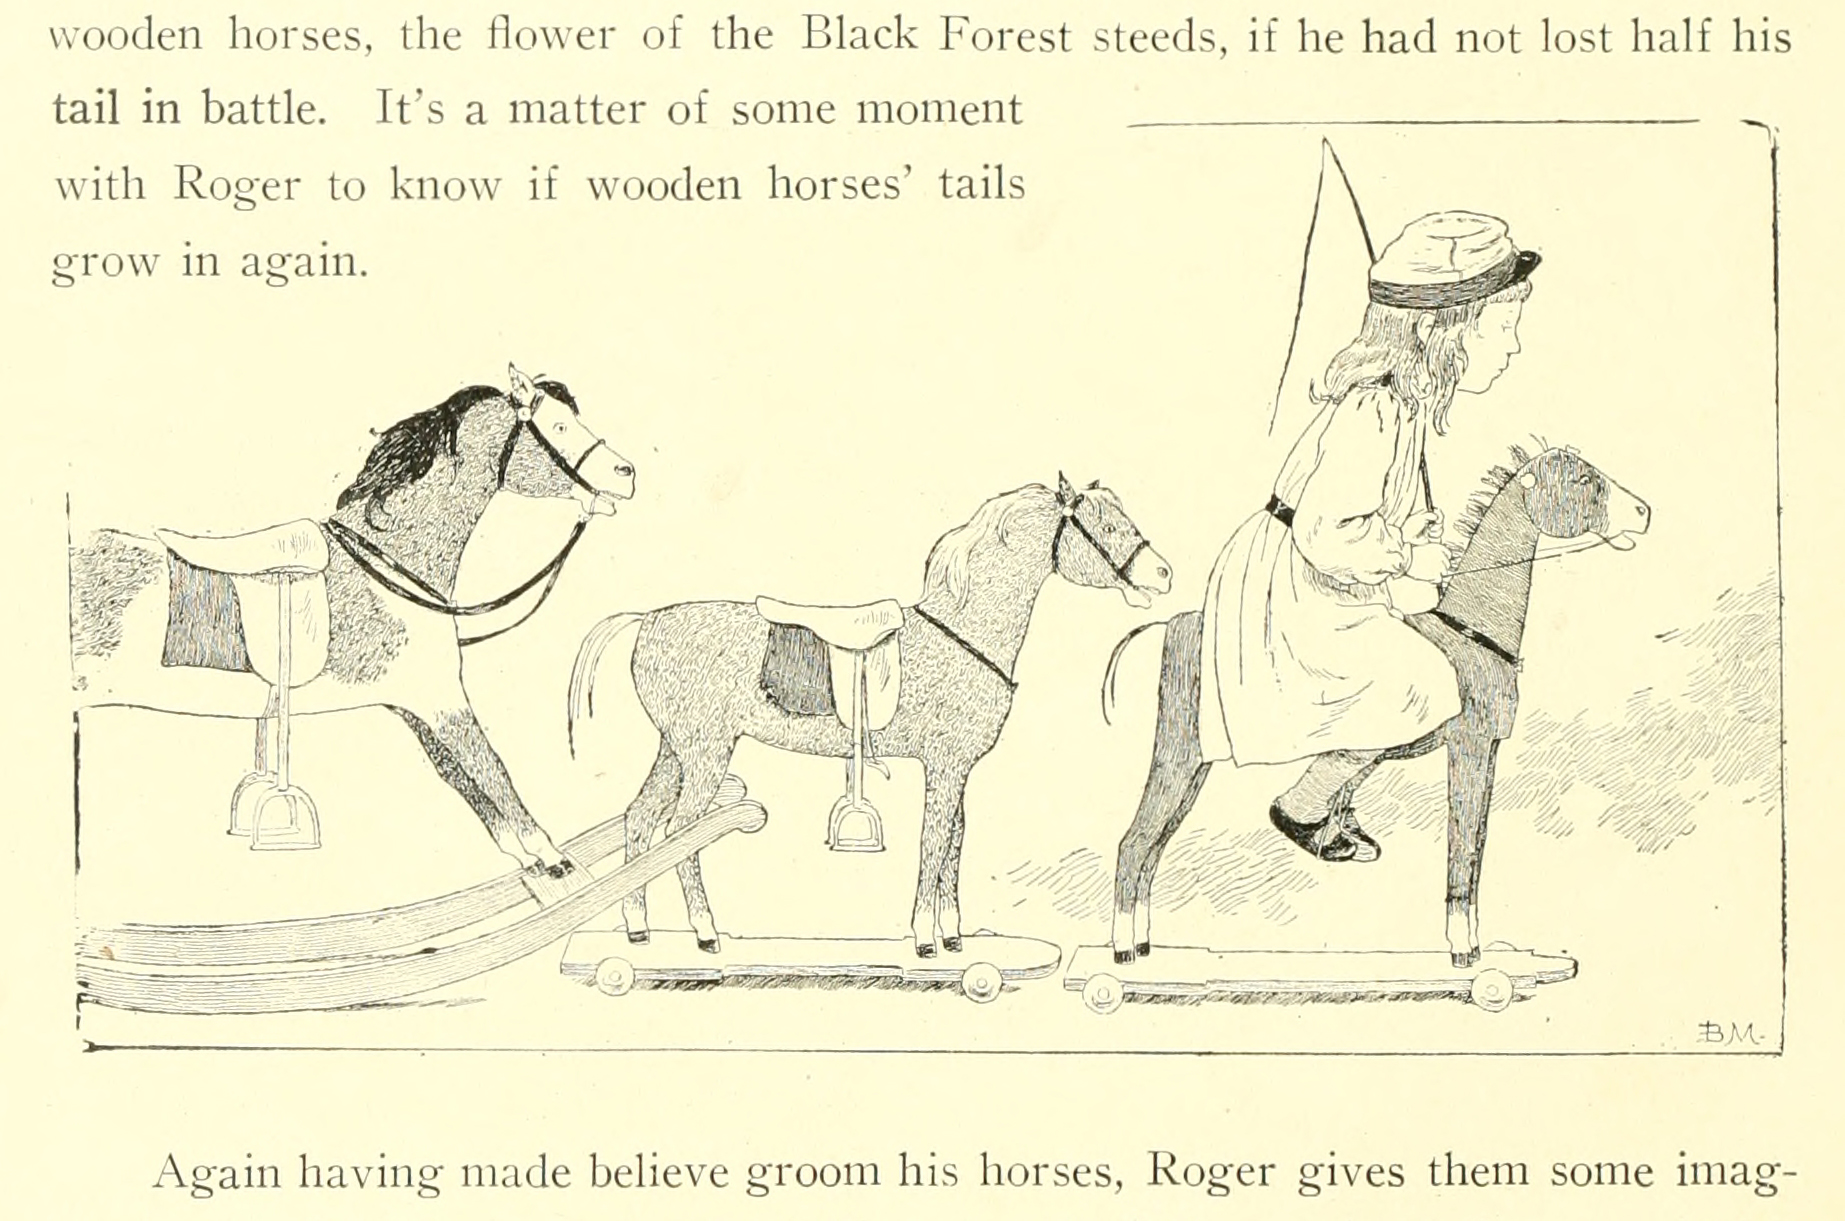 wooden horses, the flower of the Black Forest steeds, if he had not lost half his
tail in battle. It's a matter of some moment
with Roger to know if wooden horses' tails
grow in again.
BM.
Again having made believe groom his horses, Roger gives them some imag-